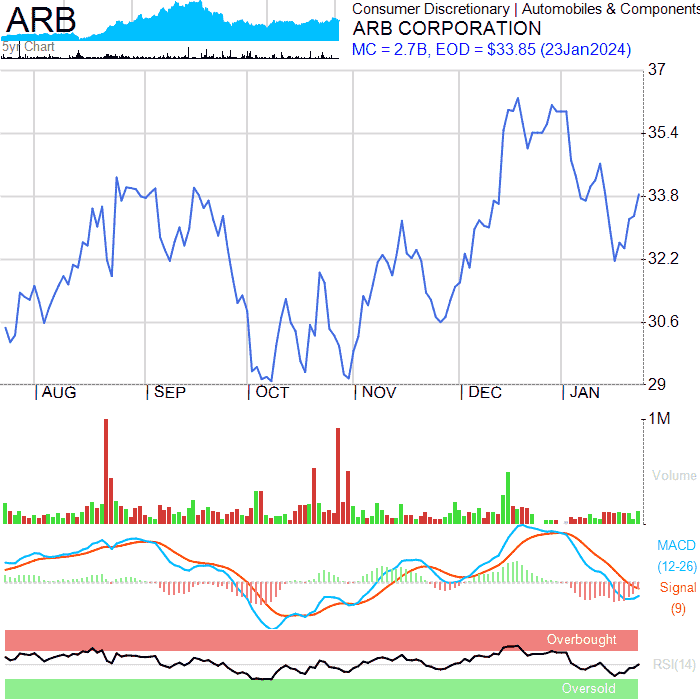 ARB
5yr Chart
Consumer Discretionary | Automobiles & Components
ARB CORPORATION
MC = 2.7B, EOD = $33.85 (23Jan2024)
37
35.4
33.8
32.2
30.6
29
| AUG | SEP | OCT | NOV | DEC | JAN
1M
Volume
MACD
(12-26)
Signal
(9)
Overbought
RSI(14)
Oversold